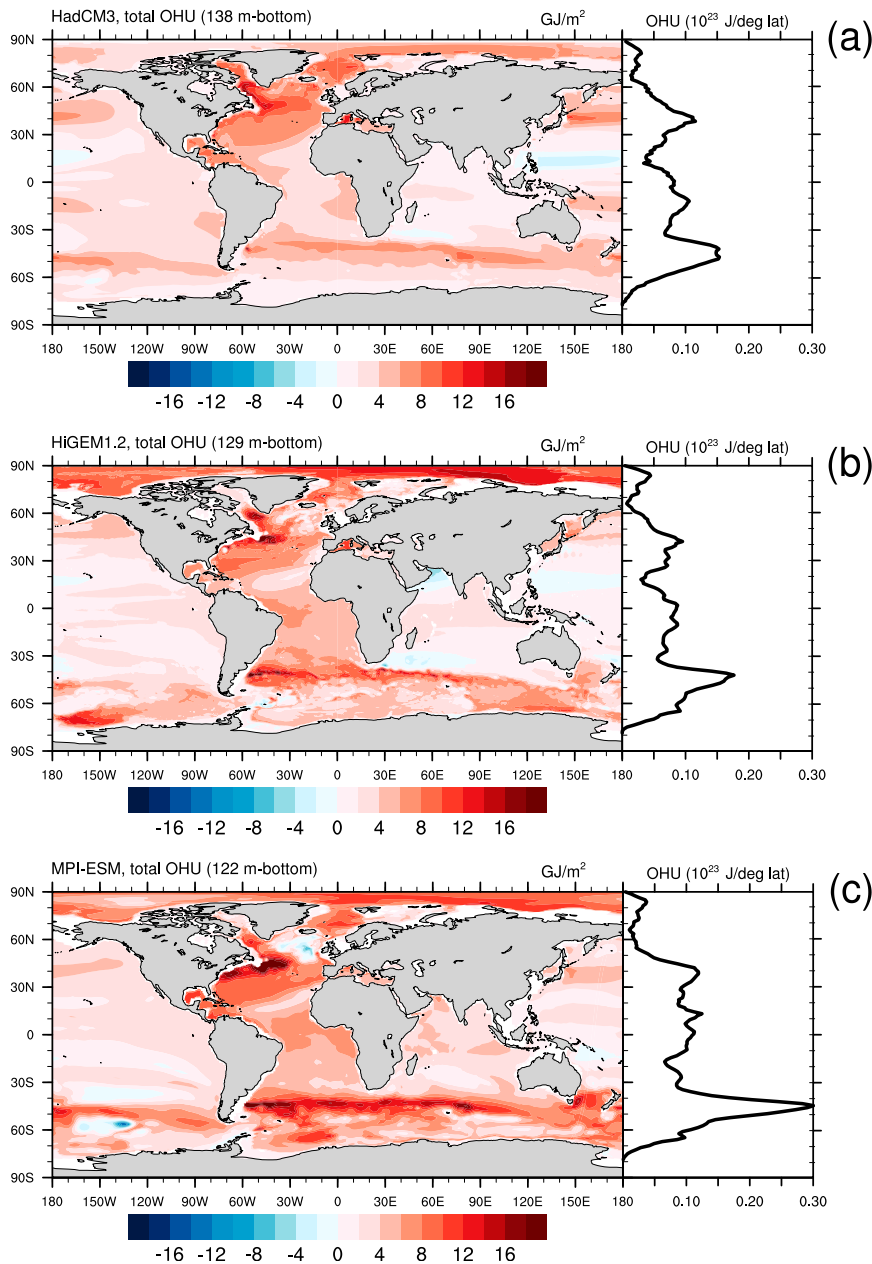 HadCM3, total OHU (138 m-bottom) GJ/m² OHU (10²³ J/deg lat) (a)
90N
60N
30N
0
30S
60S
90S
180 150W 120W 90W 60W 30W 0 30E 60E 90E 120E 150E 180 0.10 0.20 0.30
-16 -12 -8 -4 0 4 8 12 16
HiGEM1.2, total OHU (129 m-bottom) GJ/m² OHU (10²³ J/deg lat) (b)
90N
60N
30N
0
30S
60S
90S
180 150W 120W 90W 60W 30W 0 30E 60E 90E 120E 150E 180 0.10 0.20 0.30
-16 -12 -8 -4 0 4 8 12 16
MPI-ESM, total OHU (122 m-bottom) GJ/m² OHU (10²³ J/deg lat) (c)
90N
60N
30N
0
30S
60S
90S
180 150W 120W 90W 60W 30W 0 30E 60E 90E 120E 150E 180 0.10 0.20 0.30
-16 -12 -8 -4 0 4 8 12 16